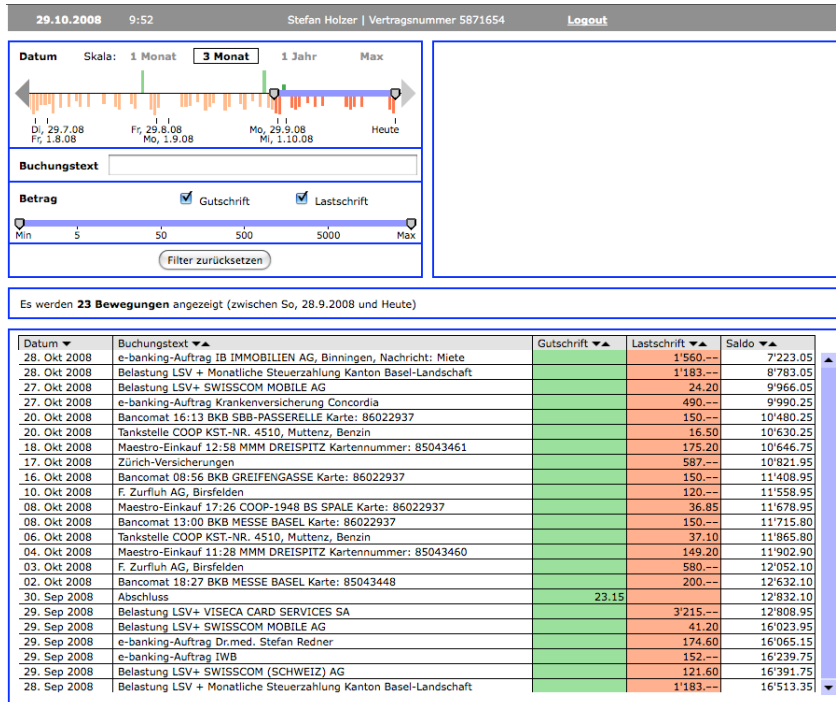 29.10.2008 9:52 Stefan Holzer | Vertragsnummer 5871654 Logout
Datum Skala: 1 Monat 3 Monat 1 Jahr Max
Di, 29.7.08 Fr, 29.8.08 Mo, 29.9.08 Heute
Fr, 1.8.08 Mo, 1.9.08 Mi, 1.10.08
Buchungstext
Betrag Gutschrift Lastschrift
Min 5 50 500 5000 Max
Filter zurücksetzen
Es werden 23 Bewegungen angezeigt (zwischen So, 28.9.2008 und Heute)
Datum ▼ Buchungstext ▼▲ Gutschrift ▼▲ Lastschrift ▼▲ Saldo ▼▲
28. Okt 2008 e-banking-Auftrag IB IMMOBILIEN AG, Binningen, Nachricht: Miete 1'560.-- 7'223.05
28. Okt 2008 Belastung LSV + Monatliche Steuerzahlung Kanton Basel-Landschaft 1'183.-- 8'783.05
27. Okt 2008 Belastung LSV+ SWISSCOM MOBILE AG 24.20 9'966.05
27. Okt 2008 e-banking-Auftrag Krankenversicherung Concordia 490.-- 9'990.25
20. Okt 2008 Bancomat 16:13 BKB SBB-PASSERELLE Karte: 86022937 150.-- 10'480.25
20. Okt 2008 Tankstelle COOP KST.-NR. 4510, Muttenz, Benzin 16.50 10'630.25
18. Okt 2008 Maestro-Einkauf 12:58 MMM DREISPITZ Kartennummer: 85043461 175.20 10'646.75
17. Okt 2008 Zürich-Versicherungen 587.-- 10'821.95
16. Okt 2008 Bancomat 08:56 BKB GREIFENGASSE Karte: 86022937 150.-- 11'408.95
10. Okt 2008 F. Zurfluh AG, Birsfelden 120.-- 11'558.95
08. Okt 2008 Maestro-Einkauf 17:26 COOP-1948 BS SPALE Karte: 86022937 36.85 11'678.95
08. Okt 2008 Bancomat 13:00 BKB MESSE BASEL Karte: 86022937 150.-- 11'715.80
06. Okt 2008 Tankstelle COOP KST.-NR. 4510, Muttenz, Benzin 37.10 11'865.80
04. Okt 2008 Maestro-Einkauf 11:28 MMM DREISPITZ Kartennummer: 85043460 149.20 11'902.90
03. Okt 2008 F. Zurfluh AG, Birsfelden 580.-- 12'052.10
02. Okt 2008 Bancomat 18:27 BKB MESSE BASEL Karte: 85043448 200.-- 12'632.10
30. Sep 2008 Abschluss 23.15 12'832.10
29. Sep 2008 Belastung LSV+ VISECA CARD SERVICES SA 3'215.-- 12'808.95
29. Sep 2008 Belastung LSV+ SWISSCOM MOBIL AG 41.20 16'023.95
29. Sep 2008 e-banking-Auftrag Dr.med. Stefan Redner 174.60 16'065.15
29. Sep 2008 e-banking-Auftrag IWB 152.-- 16'239.75
29. Sep 2008 Belastung LSV+ SWISSCOM (SCHWEIZ) AG 121.60 16'391.75
28. Sep 2008 Belastung LSV + Monatliche Steuerzahlung Kanton Basel-Landschaft 1'183.-- 16'513.35